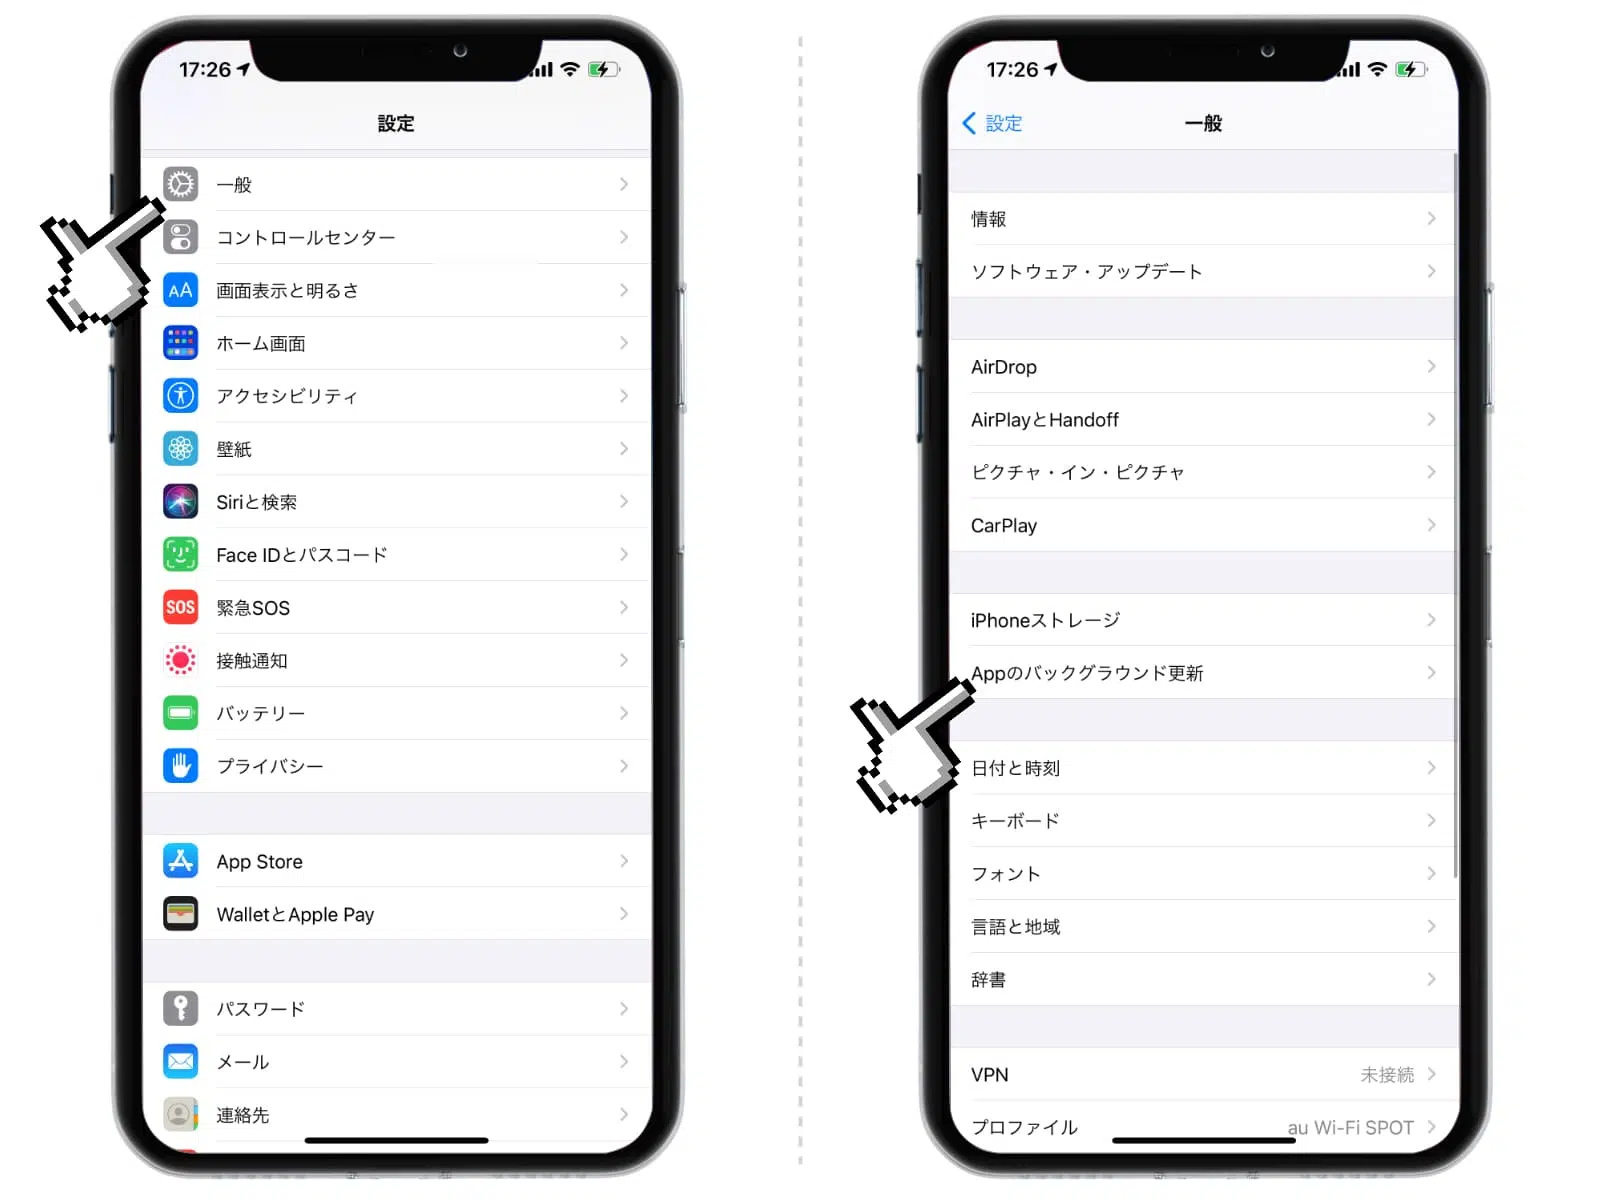 17:26
設定
一般
コントロールセンター
AA
画面表示と明るさ
ホーム画面
アクセシビリティ
壁紙
Siriと検索
Face IDとパスコード
SOS
緊急SOS
接触通知
バッテリー
プライバシー
App Store
WalletとApple Pay
パスワード
メール
連絡先
17:26
設定
一般
情報
ソフトウェア・アップデート
AirDrop
AirPlayとHandoff
ピクチャ・イン・ピクチャ
CarPlay
iPhoneストレージ
Appのバックグラウンド更新
日付と時刻
キーボード
フォント
言語と地域
辞書
VPN 未接続
プロファイル au Wi-Fi SPOT